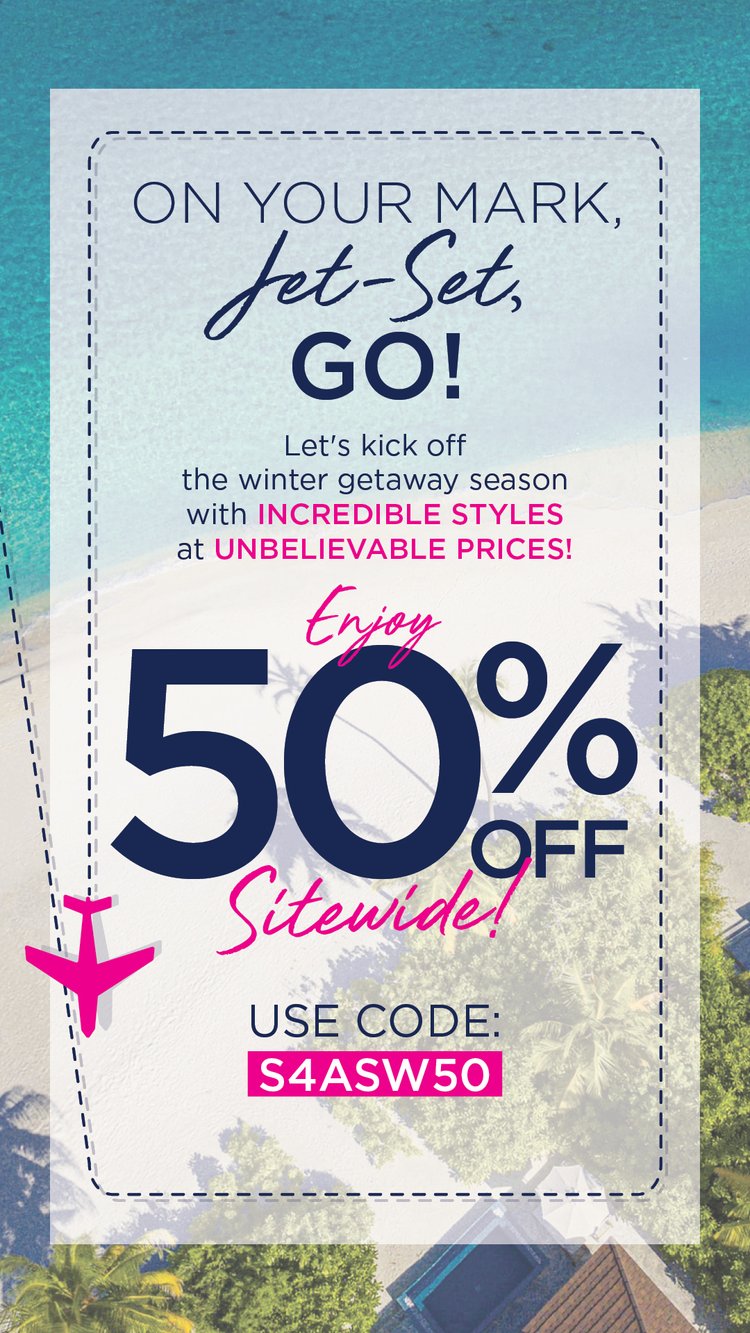 ON YOUR MARK,
Jet-Set,
GO!
Let's kick off
the winter getaway season
with INCREDIBLE STYLES
at UNBELIEVABLE PRICES!
Enjoy
50%
OFF
Sitewide!
USE CODE:
S4ASW50